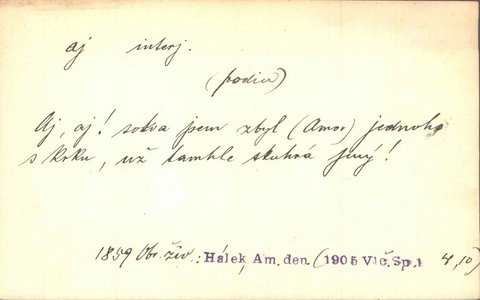 aj interj.
(podiv)
Aj, aj! sotva jsem zbyl (Amor) jednoho
s krku, už tamhle skuhrá jiný!
1859 Obr. živ.: Hálek, Am. den. (1905 Vlč. Sp. 1 4,10)